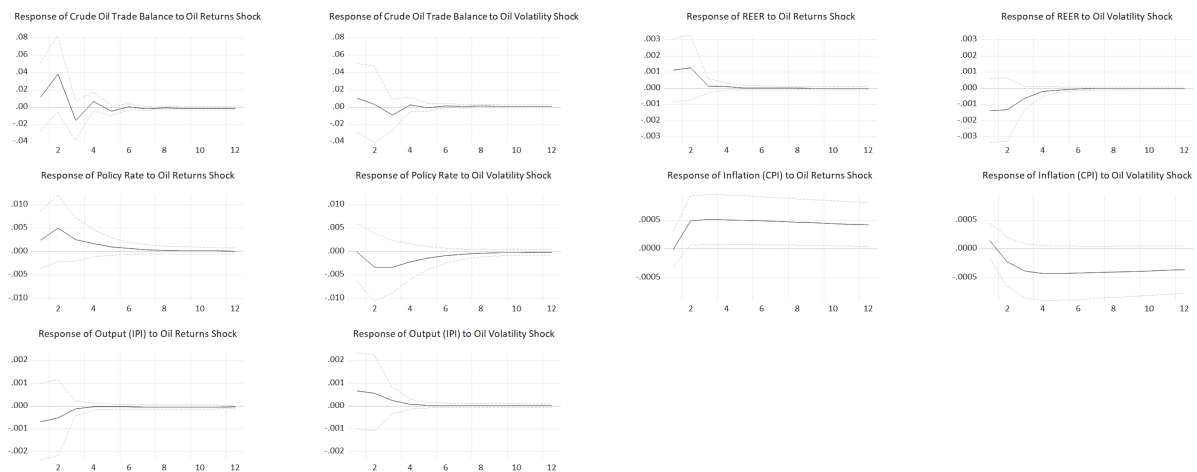 Response of Crude Oil Trade Balance to Oil Returns Shock
.08
.06
.04
.02
.00
-.02
-.04
2 4 6 8 10 12
Response of Crude Oil Trade Balance to Oil Volatility Shock
.08
.06
.04
.02
.00
-.02
-.04
2 4 6 8 10 12
Response of REER to Oil Returns Shock
.003
.002
.001
.000
-.001
-.002
-.003
2 4 6 8 10 12
Response of REER to Oil Volatility Shock
.003
.002
.001
.000
-.001
-.002
-.003
2 4 6 8 10 12
Response of Policy Rate to Oil Returns Shock
.010
.005
.000
-.005
-.010
2 4 6 8 10 12
Response of Policy Rate to Oil Volatility Shock
.010
.005
.000
-.005
-.010
2 4 6 8 10 12
Response of Inflation (CPI) to Oil Returns Shock
.0005
.0000
-.0005
2 4 6 8 10 12
Response of Inflation (CPI) to Oil Volatility Shock
.0005
.0000
-.0005
2 4 6 8 10 12
Response of Output (IPI) to Oil Returns Shock
.002
.001
.000
-.001
-.002
2 4 6 8 10 12
Response of Output (IPI) to Oil Volatility Shock
.002
.001
.000
-.001
-.002
2 4 6 8 10 12